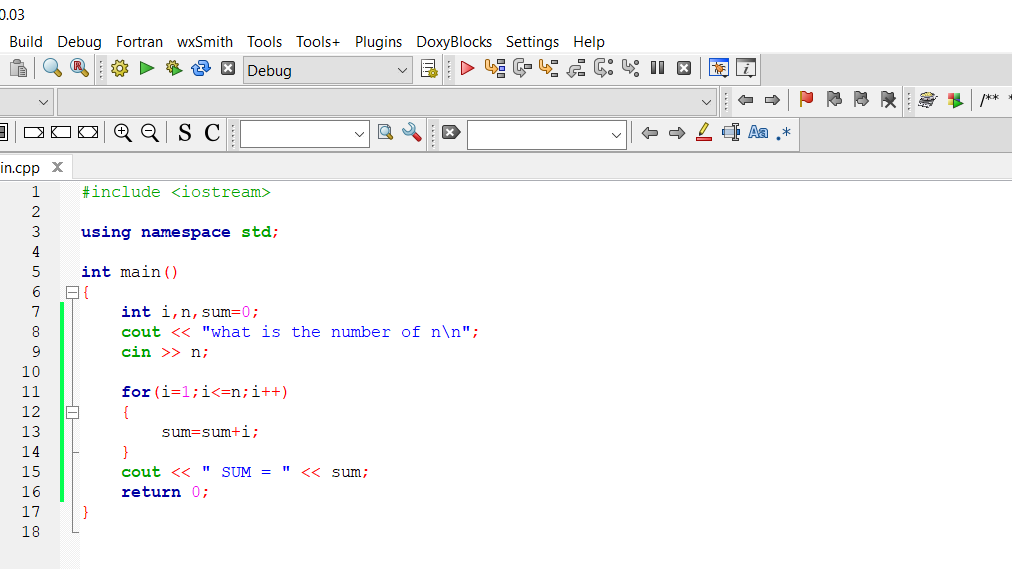 0.03
Build Debug Fortran wxSmith Tools Tools+ Plugins DoxyBlocks Settings Help
Debug
/** *
S C Aa .*
in.cpp X
1 #include <iostream>
2
3 using namespace std;
4
5 int main()
6 {
7 int i,n,sum=0;
8 cout << "what is the number of n\n";
9 cin >> n;
10
11 for(i=1;i<=n;i++)
12 {
13 sum=sum+i;
14 }
15 cout << " SUM = " << sum;
16 return 0;
17 }
18